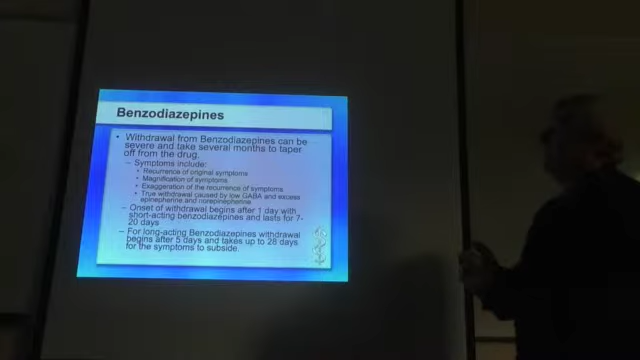 Benzodiazepines
• Withdrawal from Benzodiazepines can be
severe and take several months to taper
off from the drug.
– Symptoms include:
• Recurrence of original symptoms
• Magnification of symptoms
• Exaggeration of the recurrence of symptoms
• True withdrawal caused by low GABA and excess
epinepherine and norepinepherine
– Onset of withdrawal begins after 1 day with
short-acting benzodiazepines and lasts for 7-
20 days
– For long-acting Benzodiazepines withdrawal
begins after 5 days and takes up to 28 days
for the symptoms to subside.